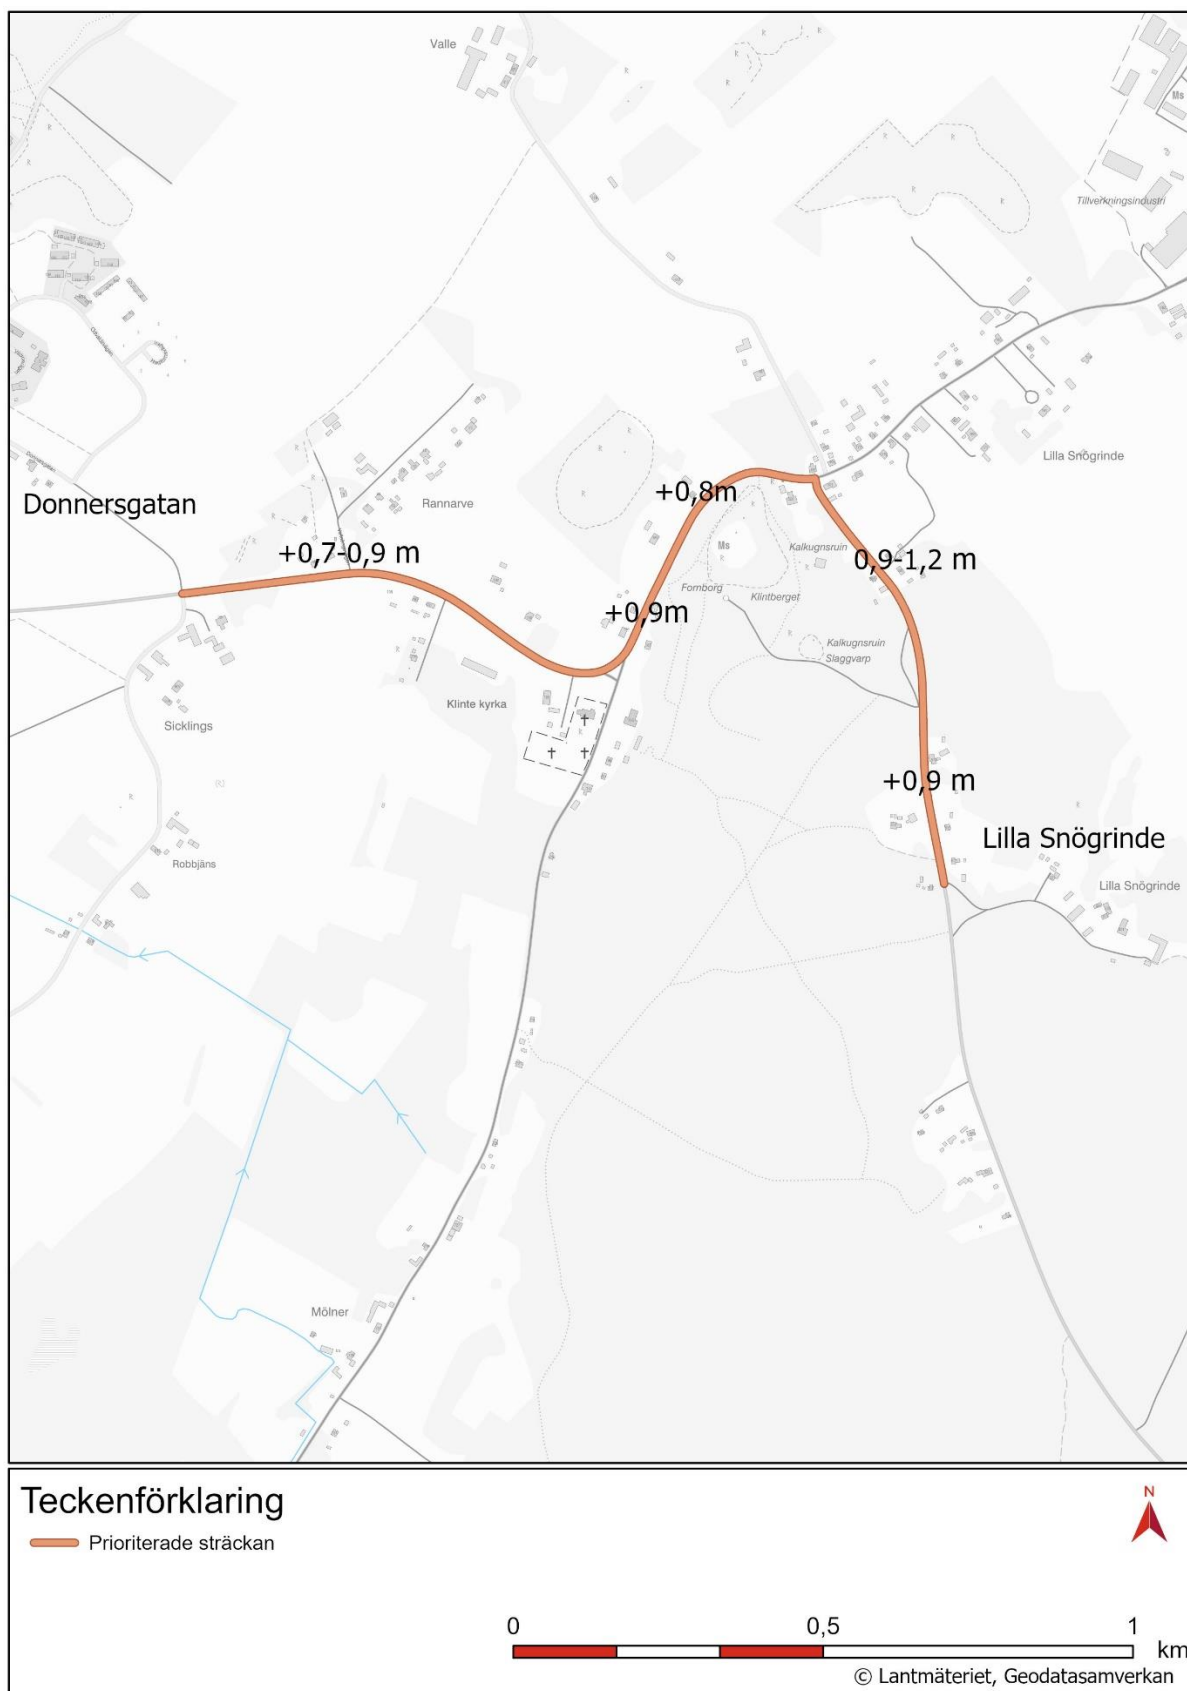 Valle
Ms
Tillverkningsindustri
Lilla Snögrinde
Donnersgatan
Rannarve
+0,7-0,9 m
+0,8m
Ms
Kalkugnsruin
0,9-1,2 m
Fornborg
Klintberget
+0,9m
Kalkugnsruin
Slaggvarp
Klinte kyrka
Sicklings
+0,9 m
Lilla Snögrinde
Robbjäns
Lilla Snögrinde
Mölner
Teckenförklaring
Prioriterade sträckan
N
0
0,5
1
km
© Lantmäteriet, Geodatasamverkan